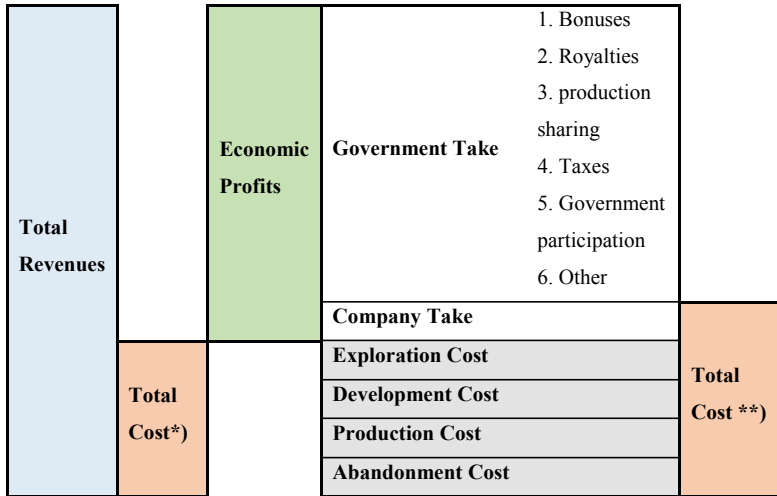 Total
Revenues
Total
Cost*)
Economic
Profits
Government Take
1. Bonuses
2. Royalties
3. production
sharing
4. Taxes
5. Government
participation
6. Other
Company Take
Exploration Cost
Development Cost
Production Cost
Abandonment Cost
Total
Cost **)